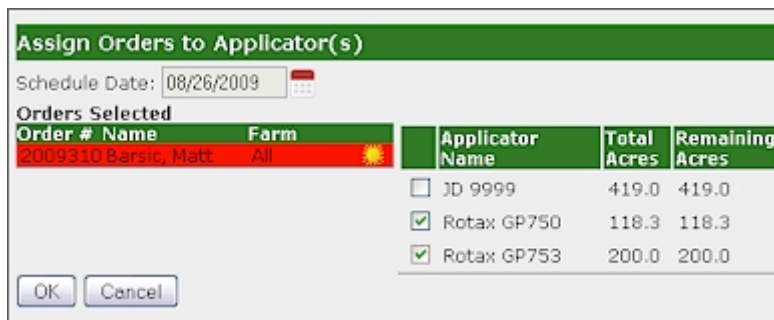 Assign Orders to Applicator(s)
Schedule Date: 08/26/2009
Orders Selected
Order # Name Farm
2009310 Barsic, Matt All
Applicator Name Total Acres Remaining Acres
JD 9999 419.0 419.0
Rotax GP750 118.3 118.3
Rotax GP753 200.0 200.0
OK Cancel